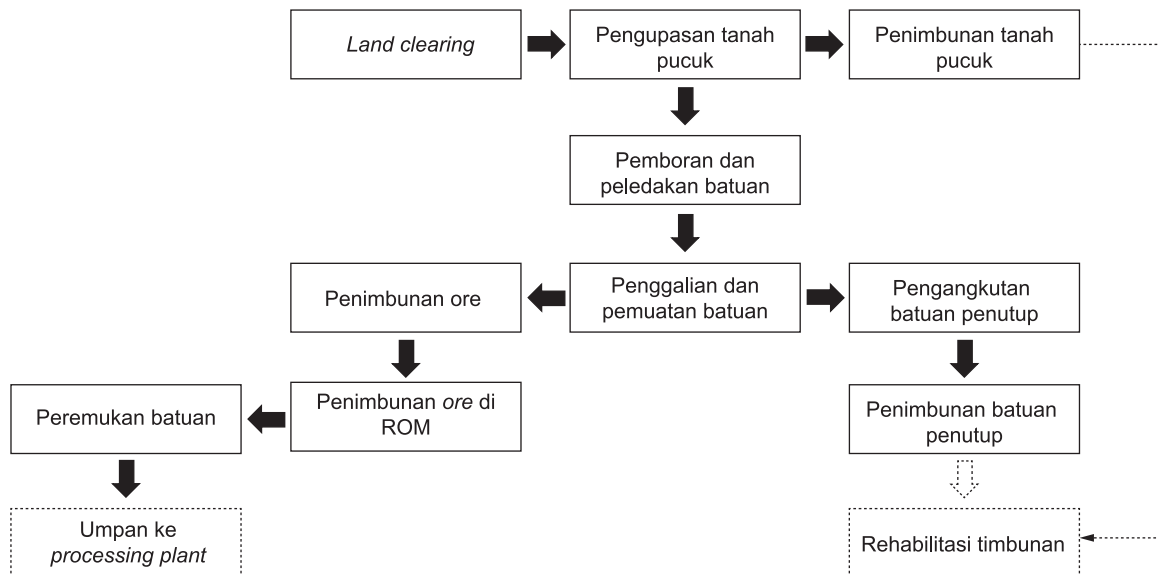 Land clearing
Pengupasan tanah
pucuk
Penimbunan tanah
pucuk
Pemboran dan
peledakan batuan
Penimbunan ore
Penggalian dan
pemuatan batuan
Pengangkutan
batuan penutup
Peremukan batuan
Penimbunan ore di
ROM
Penimbunan batuan
penutup
Umpan ke
processing plant
Rehabilitasi timbunan